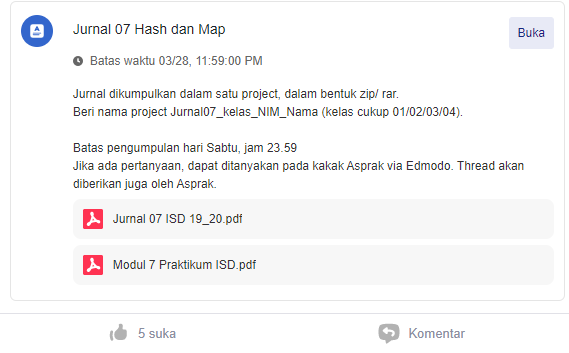 Jurnal 07 Hash dan Map
Buka
Batas waktu 03/28, 11:59:00 PM
Jurnal dikumpulkan dalam satu project, dalam bentuk zip/ rar.
Beri nama project Jurnal07_kelas_NIM_Nama (kelas cukup 01/02/03/04).
Batas pengumpulan hari Sabtu, jam 23.59
Jika ada pertanyaan, dapat ditanyakan pada kakak Asprak via Edmodo. Thread akan
diberikan juga oleh Asprak.
Jurnal 07 ISD 19_20.pdf
Modul 7 Praktikum ISD.pdf
5 suka
Komentar